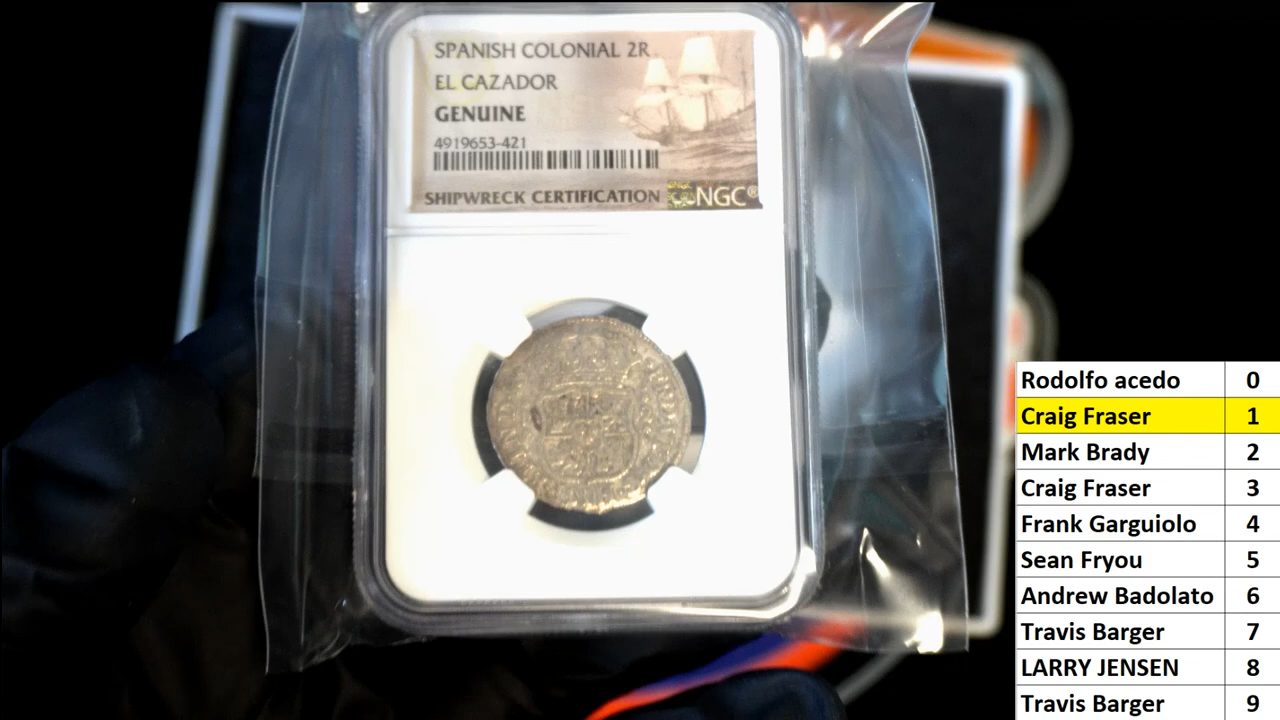 SPANISH COLONIAL 2R
EL CAZADOR
GENUINE
4919653-421
SHIPWRECK CERTIFICATION NGC®
Rodolfo acedo 0
Craig Fraser 1
Mark Brady 2
Craig Fraser 3
Frank Garguiolo 4
Sean Fryou 5
Andrew Badolato 6
Travis Barger 7
LARRY JENSEN 8
Travis Barger 9